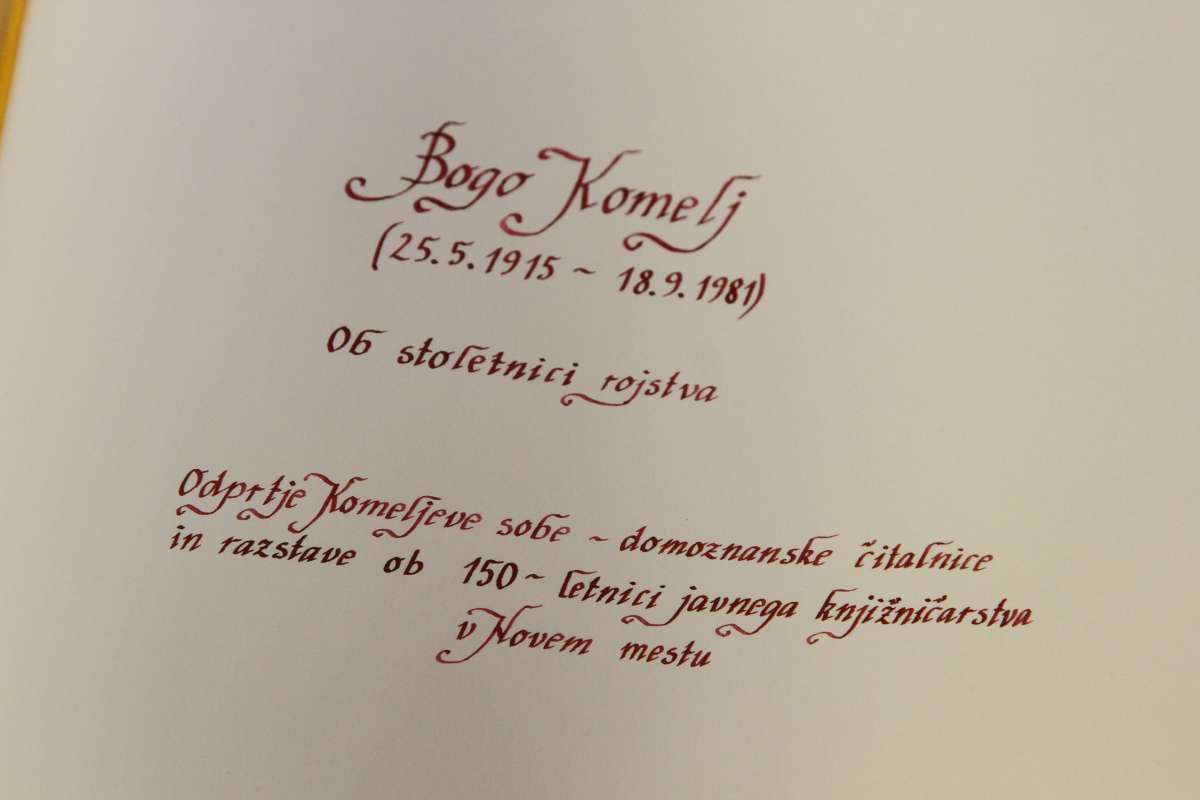 Bogo Komelj
(25.5.1915 ~ 18.9.1981)
Ob stoletnici rojstva
Odprtje Komeljeve sobe ~ domoznanske čitalnice
in razstave ob 150 ~ letnici javnega knjižničarstva
v Novem mestu